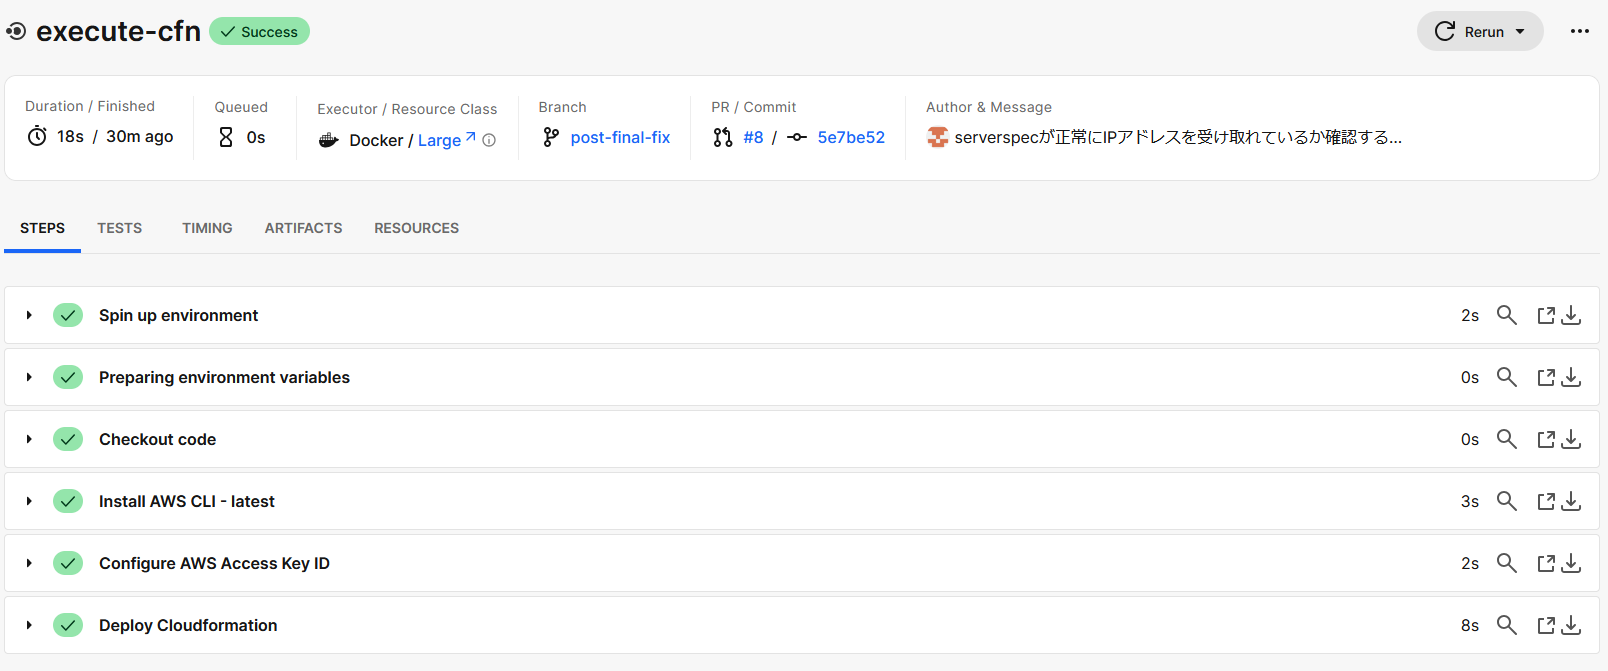 execute-cfn Success Rerun
Duration / Finished Queued Executor / Resource Class Branch PR / Commit Author & Message
18s / 30m ago 0s Docker / Large post-final-fix #8 / 5e7be52 serverspecが正常にIPアドレスを受け取れているか確認する...
STEPS TESTS TIMING ARTIFACTS RESOURCES
Spin up environment 2s
Preparing environment variables 0s
Checkout code 0s
Install AWS CLI - latest 3s
Configure AWS Access Key ID 2s
Deploy Cloudformation 8s